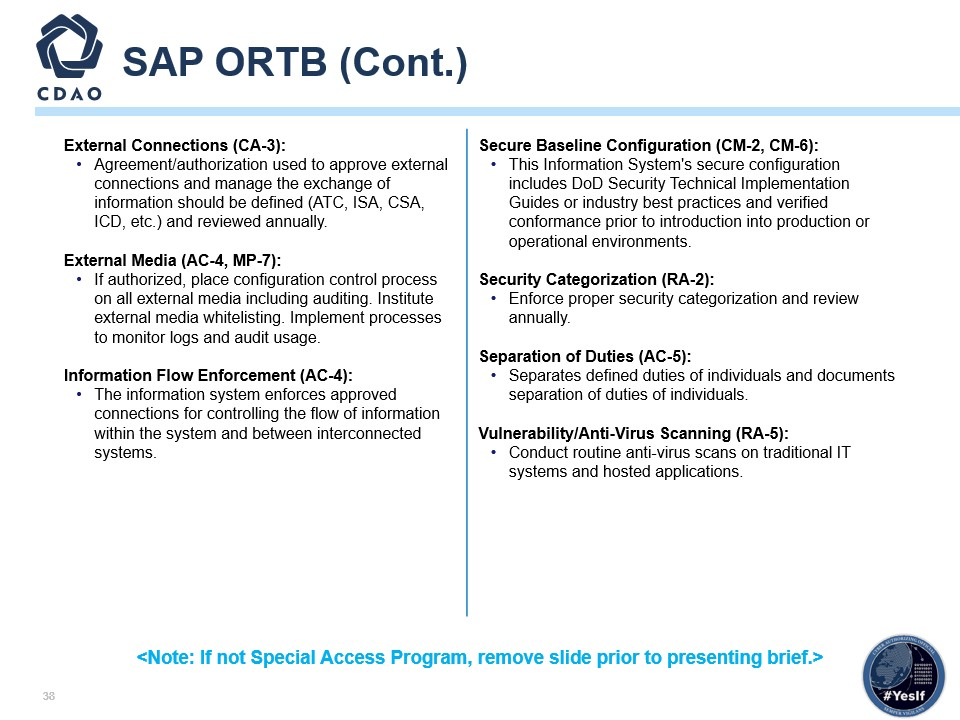 CDAO
SAP ORTB (Cont.)
External Connections (CA-3):
• Agreement/authorization used to approve external
connections and manage the exchange of
information should be defined (ATC, ISA, CSA,
ICD, etc.) and reviewed annually.
External Media (AC-4, MP-7):
• If authorized, place configuration control process
on all external media including auditing. Institute
external media whitelisting. Implement processes
to monitor logs and audit usage.
Information Flow Enforcement (AC-4):
• The information system enforces approved
connections for controlling the flow of information
within the system and between interconnected
systems.
Secure Baseline Configuration (CM-2, CM-6):
• This Information System's secure configuration
includes DoD Security Technical Implementation
Guides or industry best practices and verified
conformance prior to introduction into production or
operational environments.
Security Categorization (RA-2):
• Enforce proper security categorization and review
annually.
Separation of Duties (AC-5):
• Separates defined duties of individuals and documents
separation of duties of individuals.
Vulnerability/Anti-Virus Scanning (RA-5):
• Conduct routine anti-virus scans on traditional IT
systems and hosted applications.
<Note: If not Special Access Program, remove slide prior to presenting brief.>
38
#YesIf
SEMPER VIGILANS